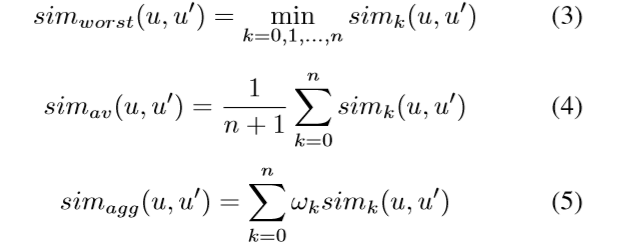 $sim_{worst}(u, u') = \min_{k=0,1,\ldots,n} sim_k(u, u')$ (3)
$sim_{av}(u, u') = \frac{1}{n+1} \sum_{k=0}^{n} sim_k(u, u')$ (4)
$sim_{agg}(u, u') = \sum_{k=0}^{n} \omega_k sim_k(u, u')$ (5)